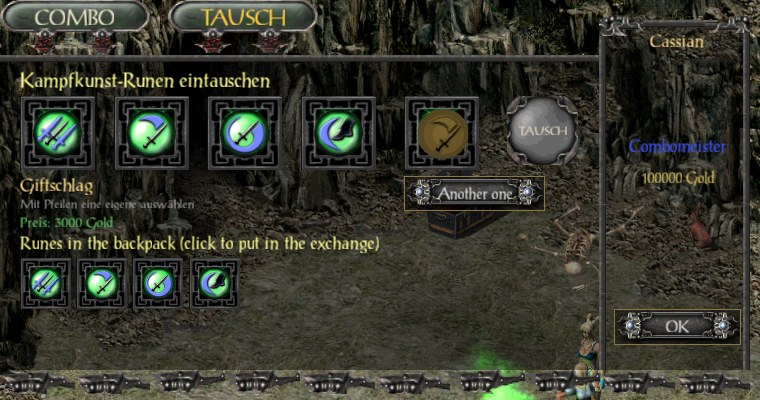 COMBO
TAUSCH
Cassian
Kampfkunst-Runen eintauschen
TAUSCH
Combomeister
100000 Gold
Giftschlag
Mit Pfeilen eine eigene auswählen
Another one
Preis: 3000 Gold
Runes in the backpack (click to put in the exchange)
OK